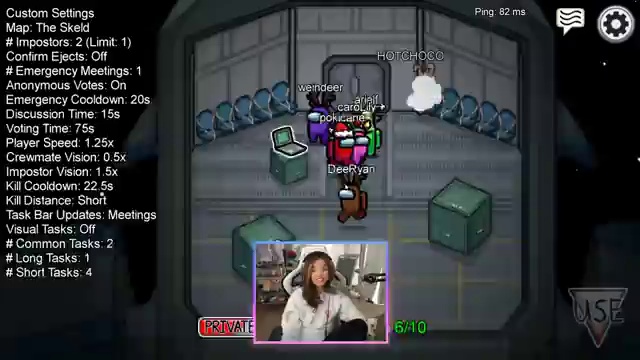 Custom Settings
Map: The Skeld
# Impostors: 2 (Limit: 1)
Confirm Ejects: Off
# Emergency Meetings: 1
Anonymous Votes: On
Emergency Cooldown: 20s
Discussion Time: 15s
Voting Time: 75s
Player Speed: 1.25x
Crewmate Vision: 0.5x
Impostor Vision: 1.5x
Kill Cooldown: 22.5s
Kill Distance: Short
Task Bar Updates: Meetings
Visual Tasks: Off
# Common Tasks: 2
# Long Tasks: 1
# Short Tasks: 4
Ping: 82 ms
HOTCHOCO
weindeer
caroLily
pokicane
DeeRyan
PRIVATE
6/10
USE